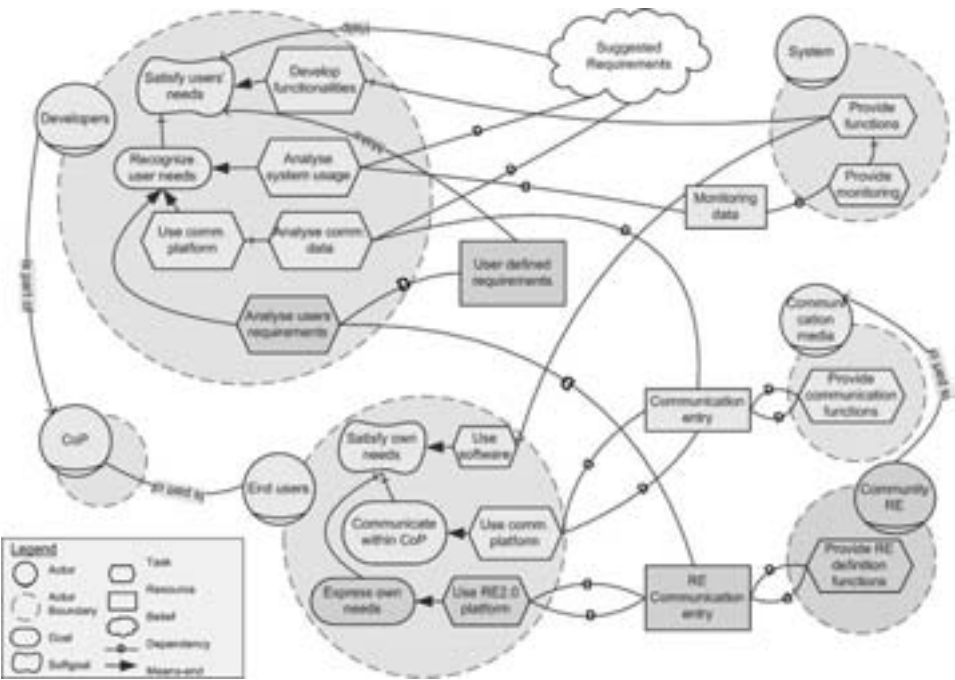 Suggested
Requirements
System
Satisfy users'
needs
Develop
functionalities
Developers
Provide
functions
Recognize
user needs
Analyse
system usage
Provide
monitoring
Monitoring
data
Use comm.
platform
Analyse comm.
data
User defined
requirements
is part of
Analyse users
requirements
Communi
cation
media
is part of
Provide
communication
functions
Communication
entry
CoP
Satisfy own
needs
Use
software
is part of
End users
Community
RE
Communicate
within CoP
Use comm.
platform
Provide RE
definition
functions
Express own
needs
Use RE2.0
platform
RE
Communication
entry
Legend
Actor
Actor
Boundary
Goal
Softgoal
Task
Resource
Belief
Dependency
Means-end